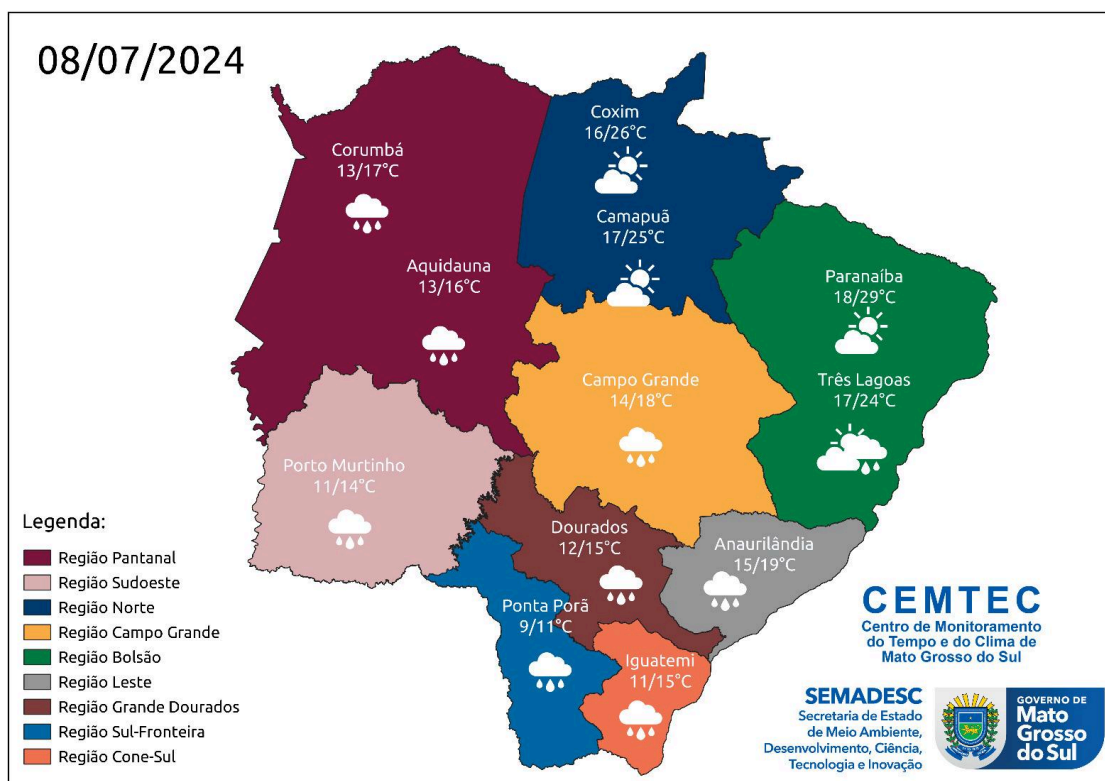 08/07/2024
Coxim
16/26°C
Corumbá
13/17°C
Camapuã
17/25°C
Aquidauna
13/16°C
Paranaíba
18/29°C
Campo Grande
14/18°C
Três Lagoas
17/24°C
Porto Murtinho
11/14°C
Dourados
12/15°C
Anaurilândia
15/19°C
Ponta Porã
9/11°C
Iguatemi
11/15°C
Legenda:
Região Pantanal
Região Sudoeste
Região Norte
Região Campo Grande
Região Bolsão
Região Leste
Região Grande Dourados
Região Sul-Fronteira
Região Cone-Sul
CEMTEC
Centro de Monitoramento
do Tempo e do Clima de
Mato Grosso do Sul
SEMADESC
Secretaria de Estado
de Meio Ambiente,
Desenvolvimento, Ciência,
Tecnologia e Inovação
GOVERNO DE
Mato
Grosso
do Sul